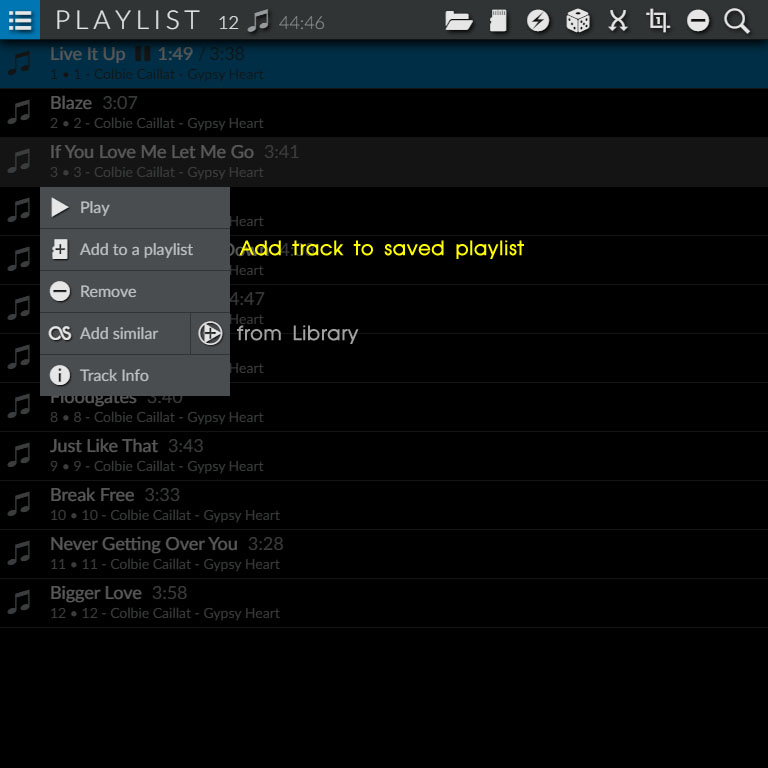 PLAYLIST 12 44:46
Live It Up 1:49 / 3:38
1 • 1 - Colbie Caillat - Gypsy Heart
Blaze 3:07
2 • 2 - Colbie Caillat - Gypsy Heart
If You Love Me Let Me Go 3:41
3 • 3 - Colbie Caillat - Gypsy Heart
Play
Heart
Add to a playlist
Add track to saved playlist
Heart
Remove
4:47
Heart
Add similar
from Library
Heart
Track Info
Floodgates 3:40
8 • 8 - Colbie Caillat - Gypsy Heart
Just Like That 3:43
9 • 9 - Colbie Caillat - Gypsy Heart
Break Free 3:33
10 • 10 - Colbie Caillat - Gypsy Heart
Never Getting Over You 3:28
11 • 11 - Colbie Caillat - Gypsy Heart
Bigger Love 3:58
12 • 12 - Colbie Caillat - Gypsy Heart